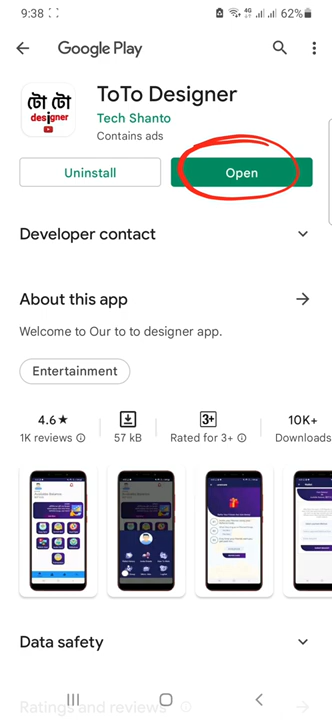 9:38
4G
62%
Google Play
টো টো
designer
ToTo Designer
Tech Shanto
Contains ads
Uninstall
Open
Developer contact
About this app
Welcome to Our to to designer app.
Entertainment
4.6★
1K reviews
57 kB
3+
Rated for 3+
10K+
Downloads
Data safety
Ratings and reviews